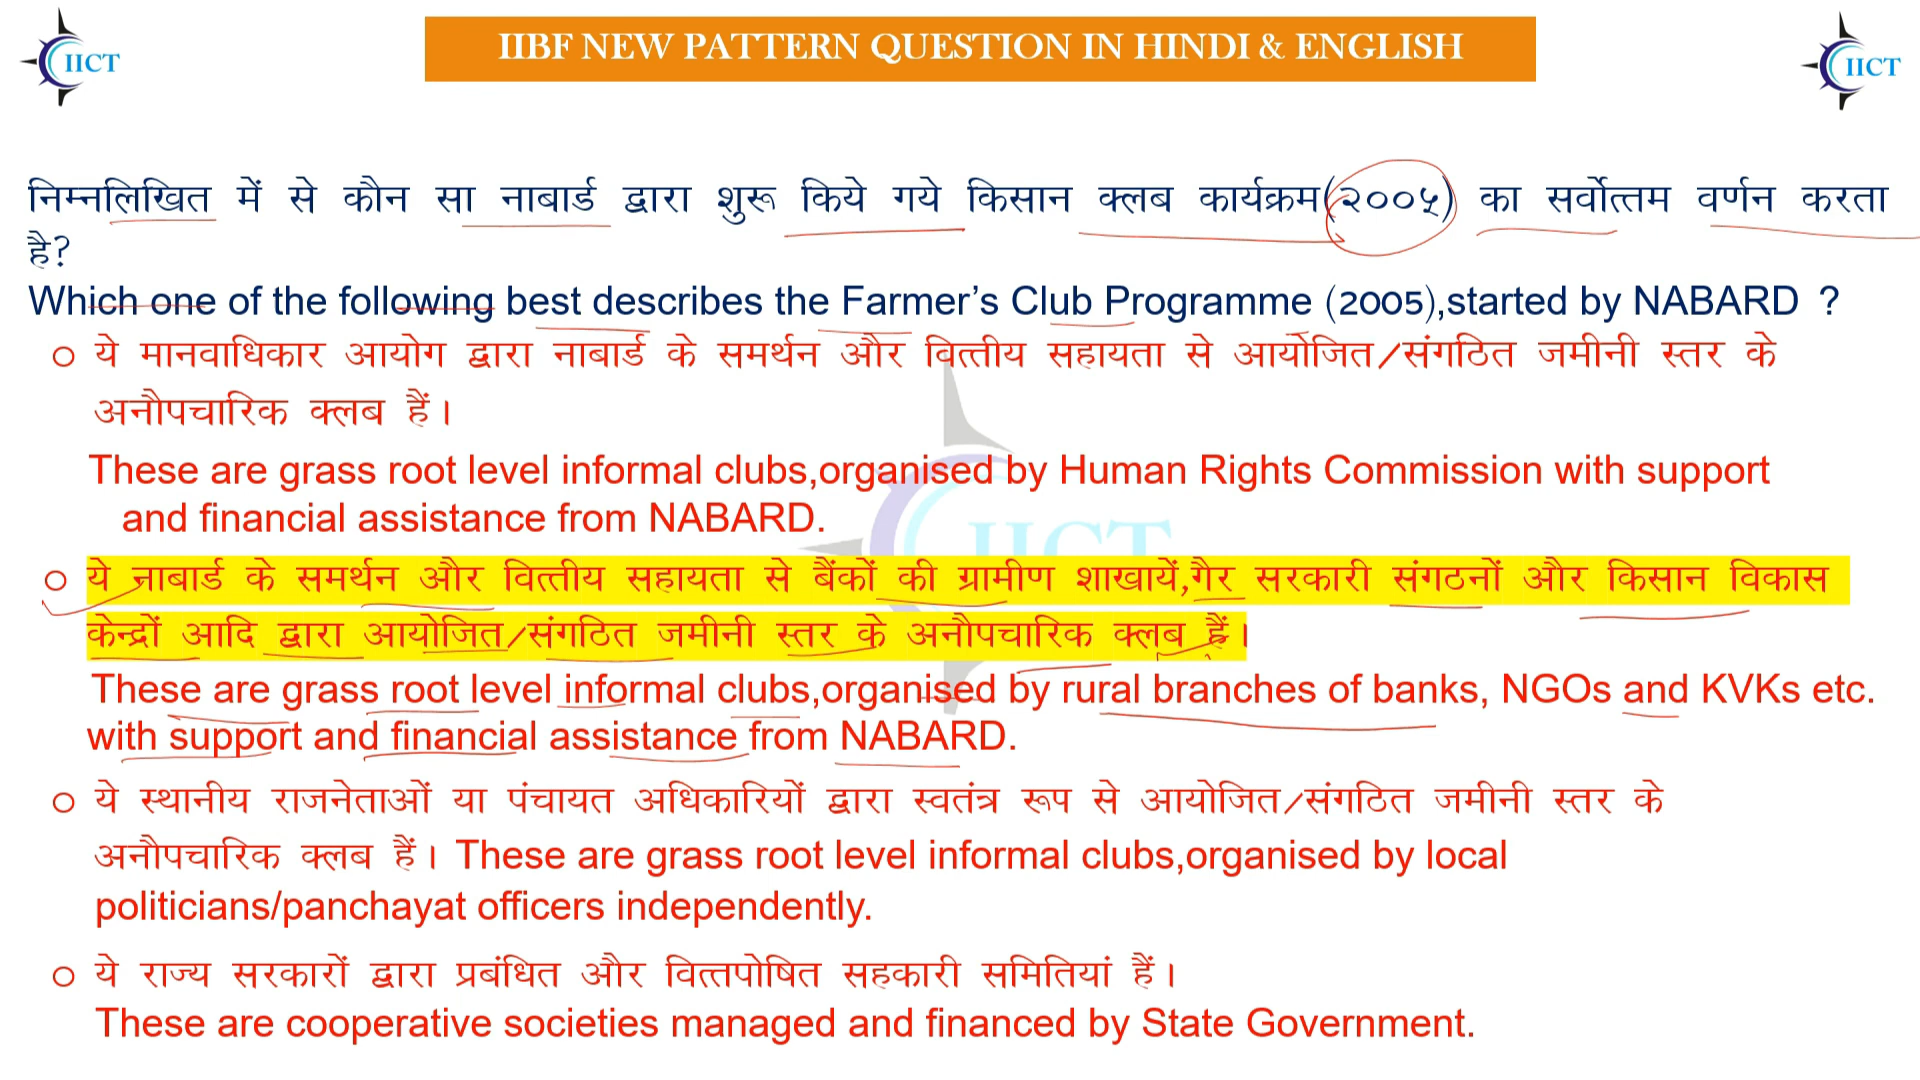 IICT
IIBF NEW PATTERN QUESTION IN HINDI & ENGLISH
IICT
निम्नलिखित में से कौन सा नाबार्ड द्वारा शुरू किये गये किसान क्लब कार्यक्रम(२००५) का सर्वोत्तम वर्णन करता
है?
Which one of the following best describes the Farmer’s Club Programme (2005),started by NABARD ?
ये मानवाधिकार आयोग द्वारा नाबार्ड के समर्थन और वित्तीय सहायता से आयोजित/संगठित जमीनी स्तर के
अनौपचारिक क्लब हैं।
These are grass root level informal clubs,organised by Human Rights Commission with support
and financial assistance from NABARD.
IICT
ये नाबार्ड के समर्थन और वित्तीय सहायता से बैंकों की ग्रामीण शाखायें,गैर सरकारी संगठनों और किसान विकास
केन्द्रों आदि द्वारा आयोजित/संगठित जमीनी स्तर के अनौपचारिक क्लब हैं।
These are grass root level informal clubs,organised by rural branches of banks, NGOs and KVKs etc.
with support and financial assistance from NABARD.
ये स्थानीय राजनेताओं या पंचायत अधिकारियों द्वारा स्वतंत्र रूप से आयोजित/संगठित जमीनी स्तर के
अनौपचारिक क्लब हैं। These are grass root level informal clubs,organised by local
politicians/panchayat officers independently.
ये राज्य सरकारों द्वारा प्रबंधित और वित्तपोषित सहकारी समितियां हैं।
These are cooperative societies managed and financed by State Government.